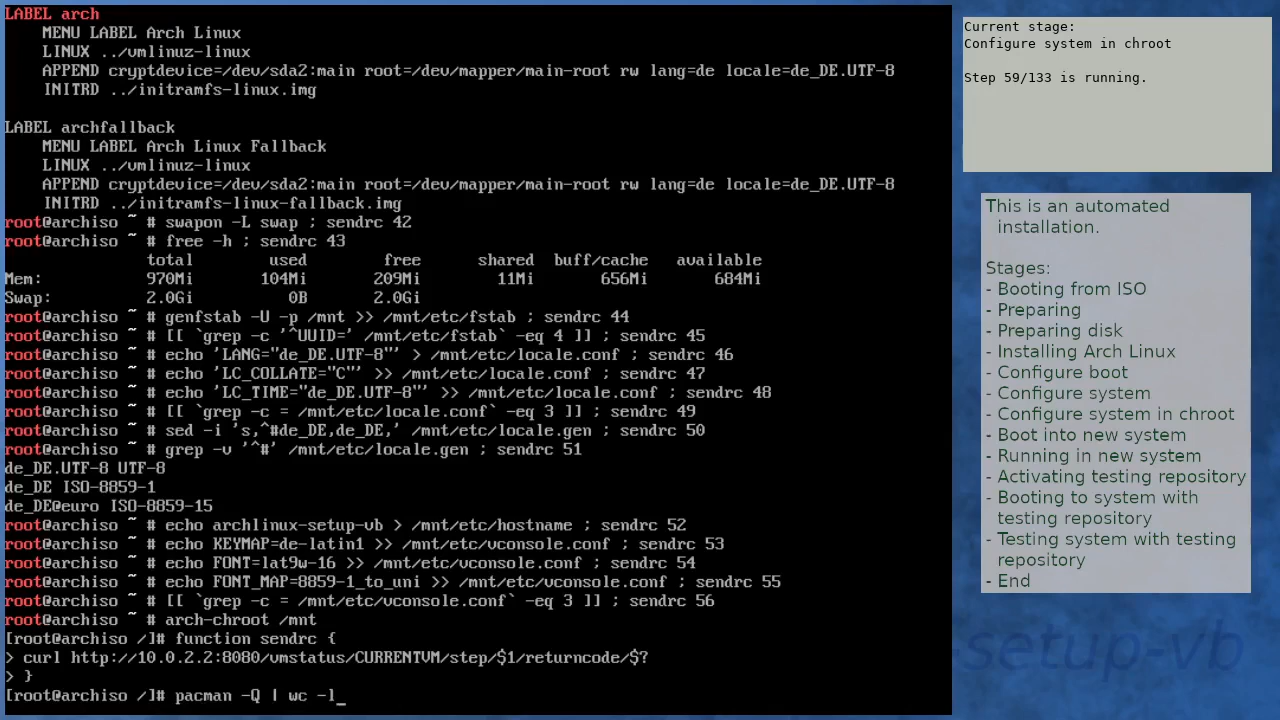 LABEL arch
MENU LABEL Arch Linux
LINUX ../vmlinuz-linux
APPEND cryptdevice=/dev/sda2:main root=/dev/mapper/main-root rw lang=de locale=de_DE.UTF-8
INITRD ../initramfs-linux.img
LABEL archfallback
MENU LABEL Arch Linux Fallback
LINUX ../vmlinuz-linux
APPEND cryptdevice=/dev/sda2:main root=/dev/mapper/main-root rw lang=de locale=de_DE.UTF-8
INITRD ../initramfs-linux-fallback.img
root@archiso ~ # swapon -L swap ; sendrc 42
root@archiso ~ # free -h ; sendrc 43
total used free shared buff/cache available
Mem: 970Mi 104Mi 209Mi 11Mi 656Mi 684Mi
Swap: 2.0Gi 0B 2.0Gi
root@archiso ~ # genfstab -U -p /mnt >> /mnt/etc/fstab ; sendrc 44
root@archiso ~ # [[ `grep -c '^UUID=' /mnt/etc/fstab` -eq 4 ]] ; sendrc 45
root@archiso ~ # echo 'LANG="de_DE.UTF-8"' > /mnt/etc/locale.conf ; sendrc 46
root@archiso ~ # echo 'LC_COLLATE="C"' >> /mnt/etc/locale.conf ; sendrc 47
root@archiso ~ # echo 'LC_TIME="de_DE.UTF-8"' >> /mnt/etc/locale.conf ; sendrc 48
root@archiso ~ # [[ `grep -c = /mnt/etc/locale.conf` -eq 3 ]] ; sendrc 49
root@archiso ~ # sed -i 's,^#de_DE,de_DE,' /mnt/etc/locale.gen ; sendrc 50
root@archiso ~ # grep -v '^#' /mnt/etc/locale.gen ; sendrc 51
de_DE.UTF-8 UTF-8
de_DE ISO-8859-1
de_DE@euro ISO-8859-15
root@archiso ~ # echo archlinux-setup-vb > /mnt/etc/hostname ; sendrc 52
root@archiso ~ # echo KEYMAP=de-latin1 >> /mnt/etc/vconsole.conf ; sendrc 53
root@archiso ~ # echo FONT=lat9w-16 >> /mnt/etc/vconsole.conf ; sendrc 54
root@archiso ~ # echo FONT_MAP=8859-1_to_uni >> /mnt/etc/vconsole.conf ; sendrc 55
root@archiso ~ # [[ `grep -c = /mnt/etc/vconsole.conf` -eq 3 ]] ; sendrc 56
root@archiso ~ # arch-chroot /mnt
[root@archiso /]# function sendrc {
> curl http://10.0.2.2:8080/vmstatus/CURRENTVM/step/$1/returncode/$?
> }
[root@archiso /]# pacman -Q | wc -l_
Current stage:
Configure system in chroot
Step 59/133 is running.
This is an automated
installation.
Stages:
- Booting from ISO
- Preparing
- Preparing disk
- Installing Arch Linux
- Configure boot
- Configure system
- Configure system in chroot
- Boot into new system
- Running in new system
- Activating testing repository
- Booting to system with
testing repository
- Testing system with testing
repository
- End
-setup-vb